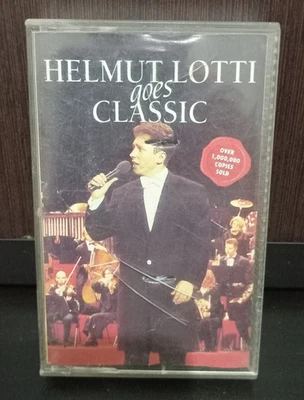 HELMUT LOTTI
goes
CLASSIC
OVER
1,000,000
COPIES
SOLD